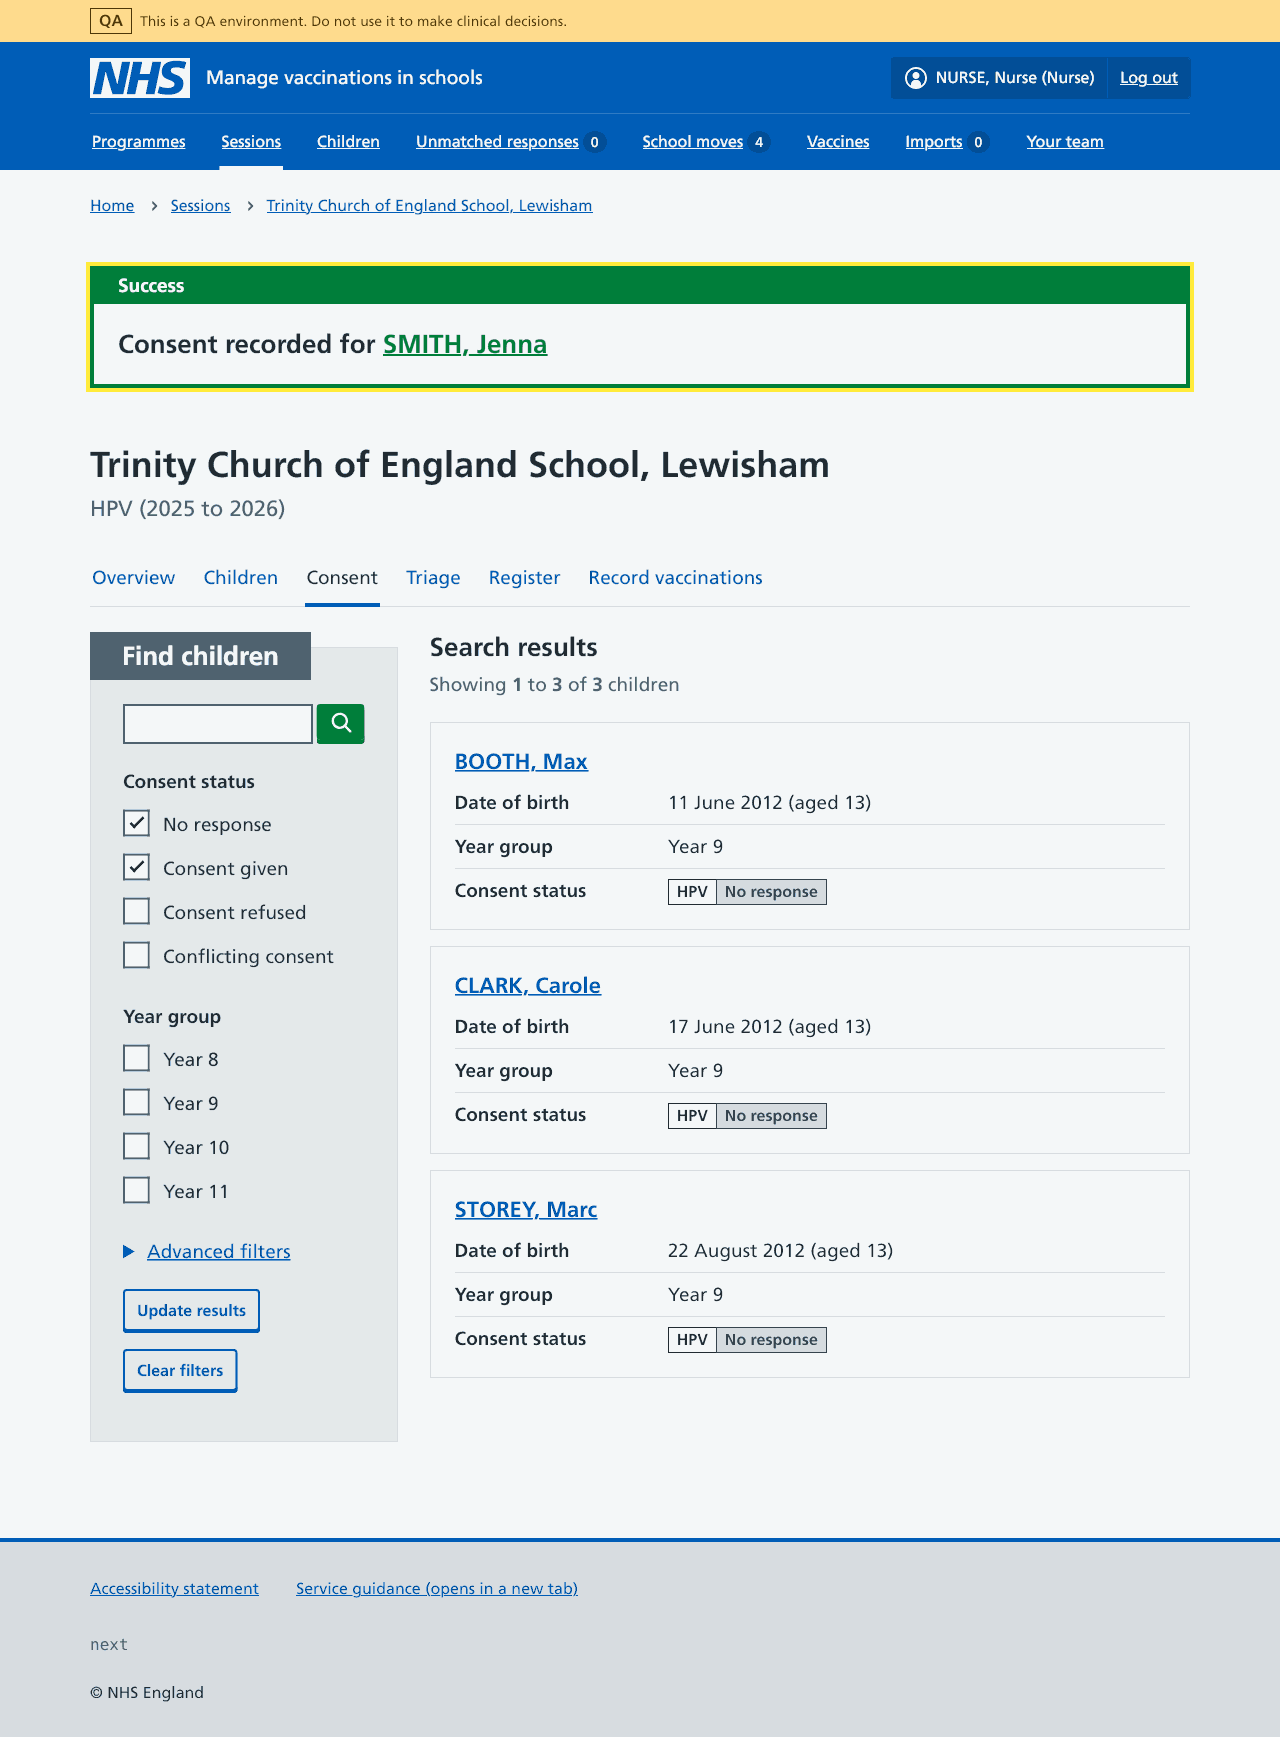 QA This is a QA environment. Do not use it to make clinical decisions.
NHS Manage vaccinations in schools NURSE, Nurse (Nurse) Log out
Programmes Sessions Children Unmatched responses 0 School moves 4 Vaccines Imports 0 Your team
Home Sessions Trinity Church of England School, Lewisham
Success
Consent recorded for SMITH, Jenna
Trinity Church of England School, Lewisham
HPV (2025 to 2026)
Overview Children Consent Triage Register Record vaccinations
Find children
Consent status
No response
Consent given
Consent refused
Conflicting consent
Year group
Year 8
Year 9
Year 10
Year 11
Advanced filters
Update results
Clear filters
Search results
Showing 1 to 3 of 3 children
BOOTH, Max
Date of birth 11 June 2012 (aged 13)
Year group Year 9
Consent status HPV No response
CLARK, Carole
Date of birth 17 June 2012 (aged 13)
Year group Year 9
Consent status HPV No response
STOREY, Marc
Date of birth 22 August 2012 (aged 13)
Year group Year 9
Consent status HPV No response
Accessibility statement Service guidance (opens in a new tab)
next
© NHS England